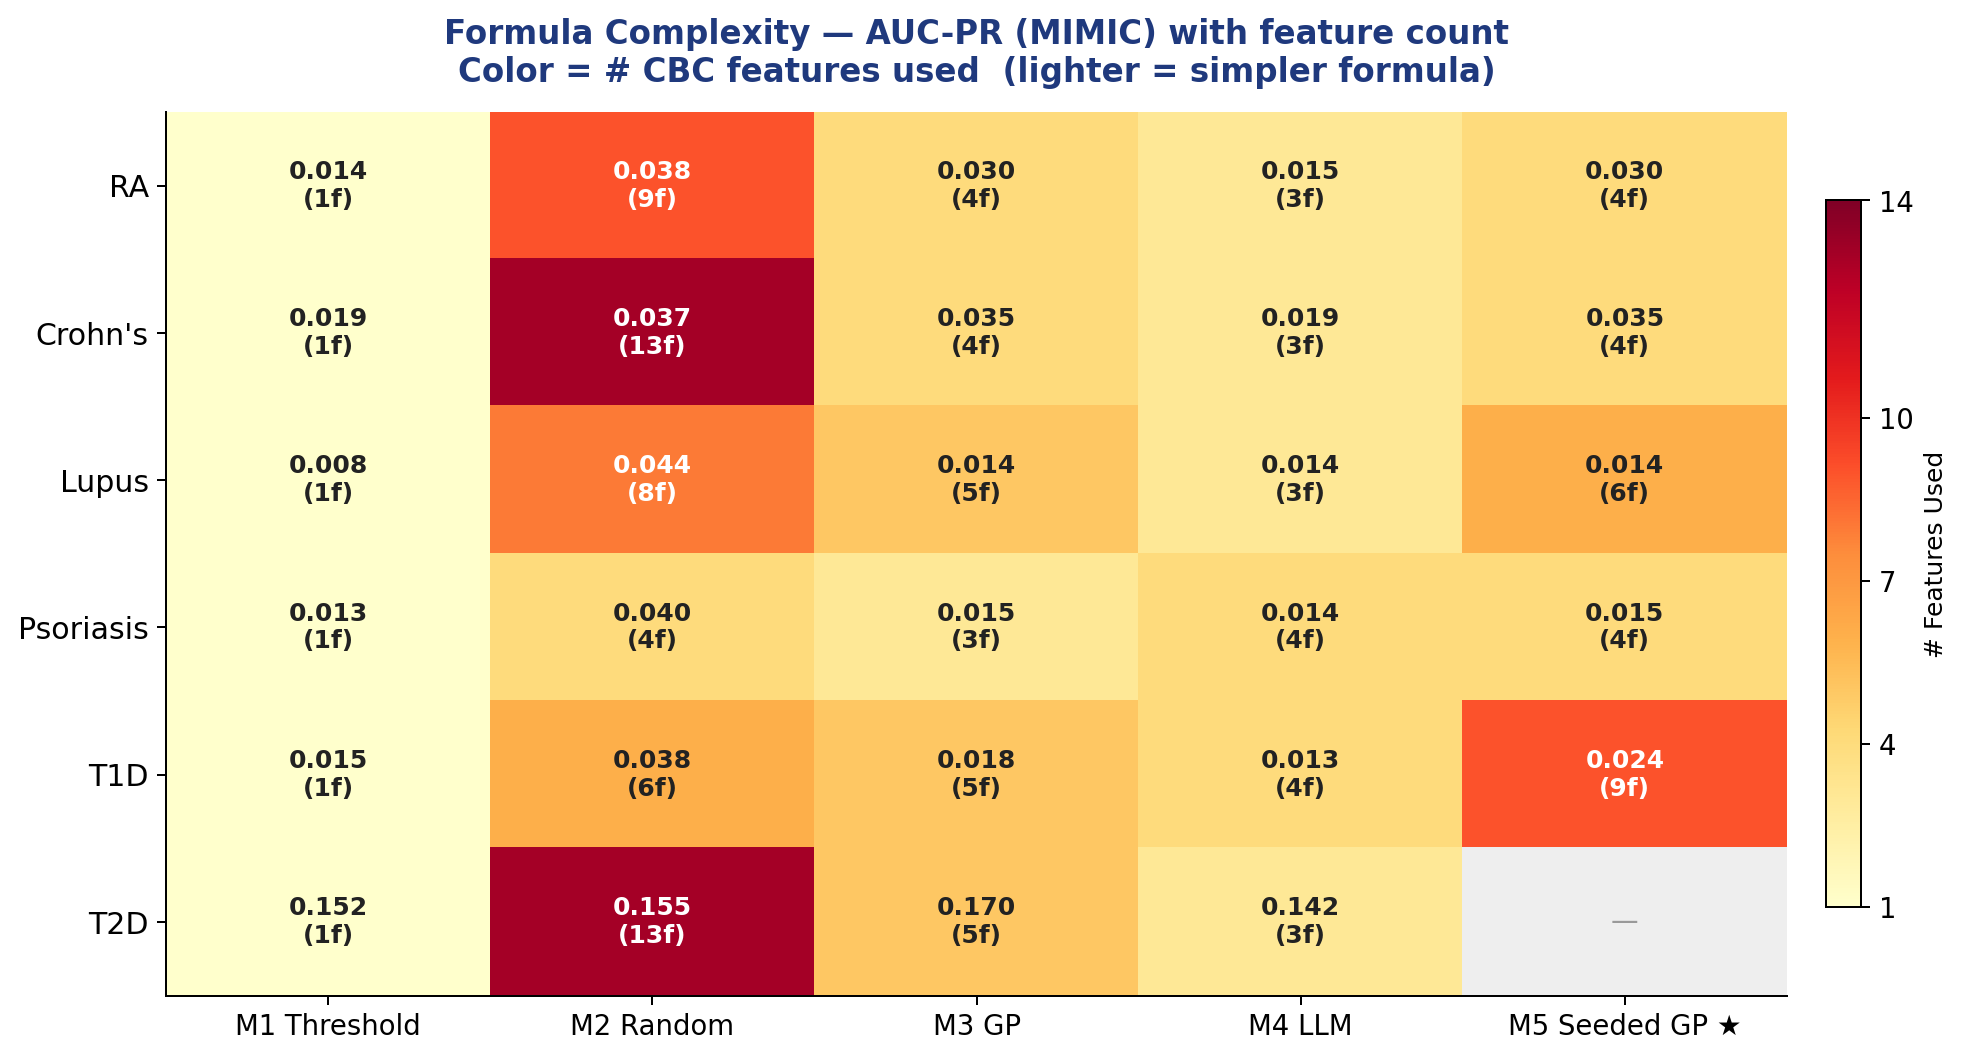 Formula Complexity — AUC-PR (MIMIC) with feature count
Color = # CBC features used  (lighter = simpler formula)
RA
0.014
(1f)
0.038
(9f)
0.030
(4f)
0.015
(3f)
0.030
(4f)
Crohn's
0.019
(1f)
0.037
(13f)
0.035
(4f)
0.019
(3f)
0.035
(4f)
Lupus
0.008
(1f)
0.044
(8f)
0.014
(5f)
0.014
(3f)
0.014
(6f)
Psoriasis
0.013
(1f)
0.040
(4f)
0.015
(3f)
0.014
(4f)
0.015
(4f)
T1D
0.015
(1f)
0.038
(6f)
0.018
(5f)
0.013
(4f)
0.024
(9f)
T2D
0.152
(1f)
0.155
(13f)
0.170
(5f)
0.142
(3f)
—
M1 Threshold
M2 Random
M3 GP
M4 LLM
M5 Seeded GP ★
14
10
7
4
1
# Features Used